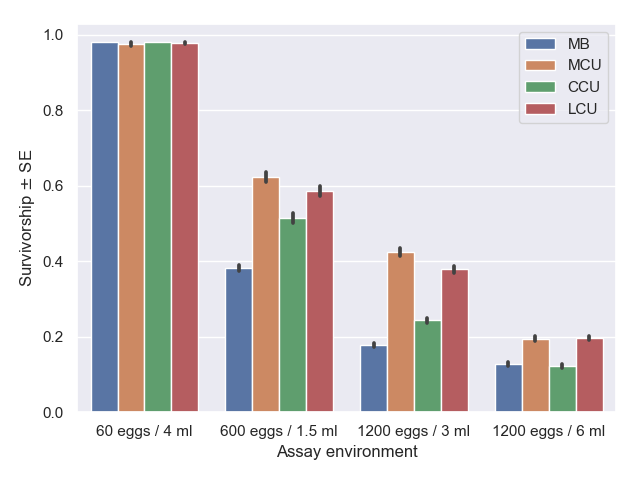 1.0
0.8
0.6
0.4
0.2
0.0
Survivorship ± SE
MB
MCU
CCU
LCU
60 eggs / 4 ml
600 eggs / 1.5 ml
1200 eggs / 3 ml
1200 eggs / 6 ml
Assay environment